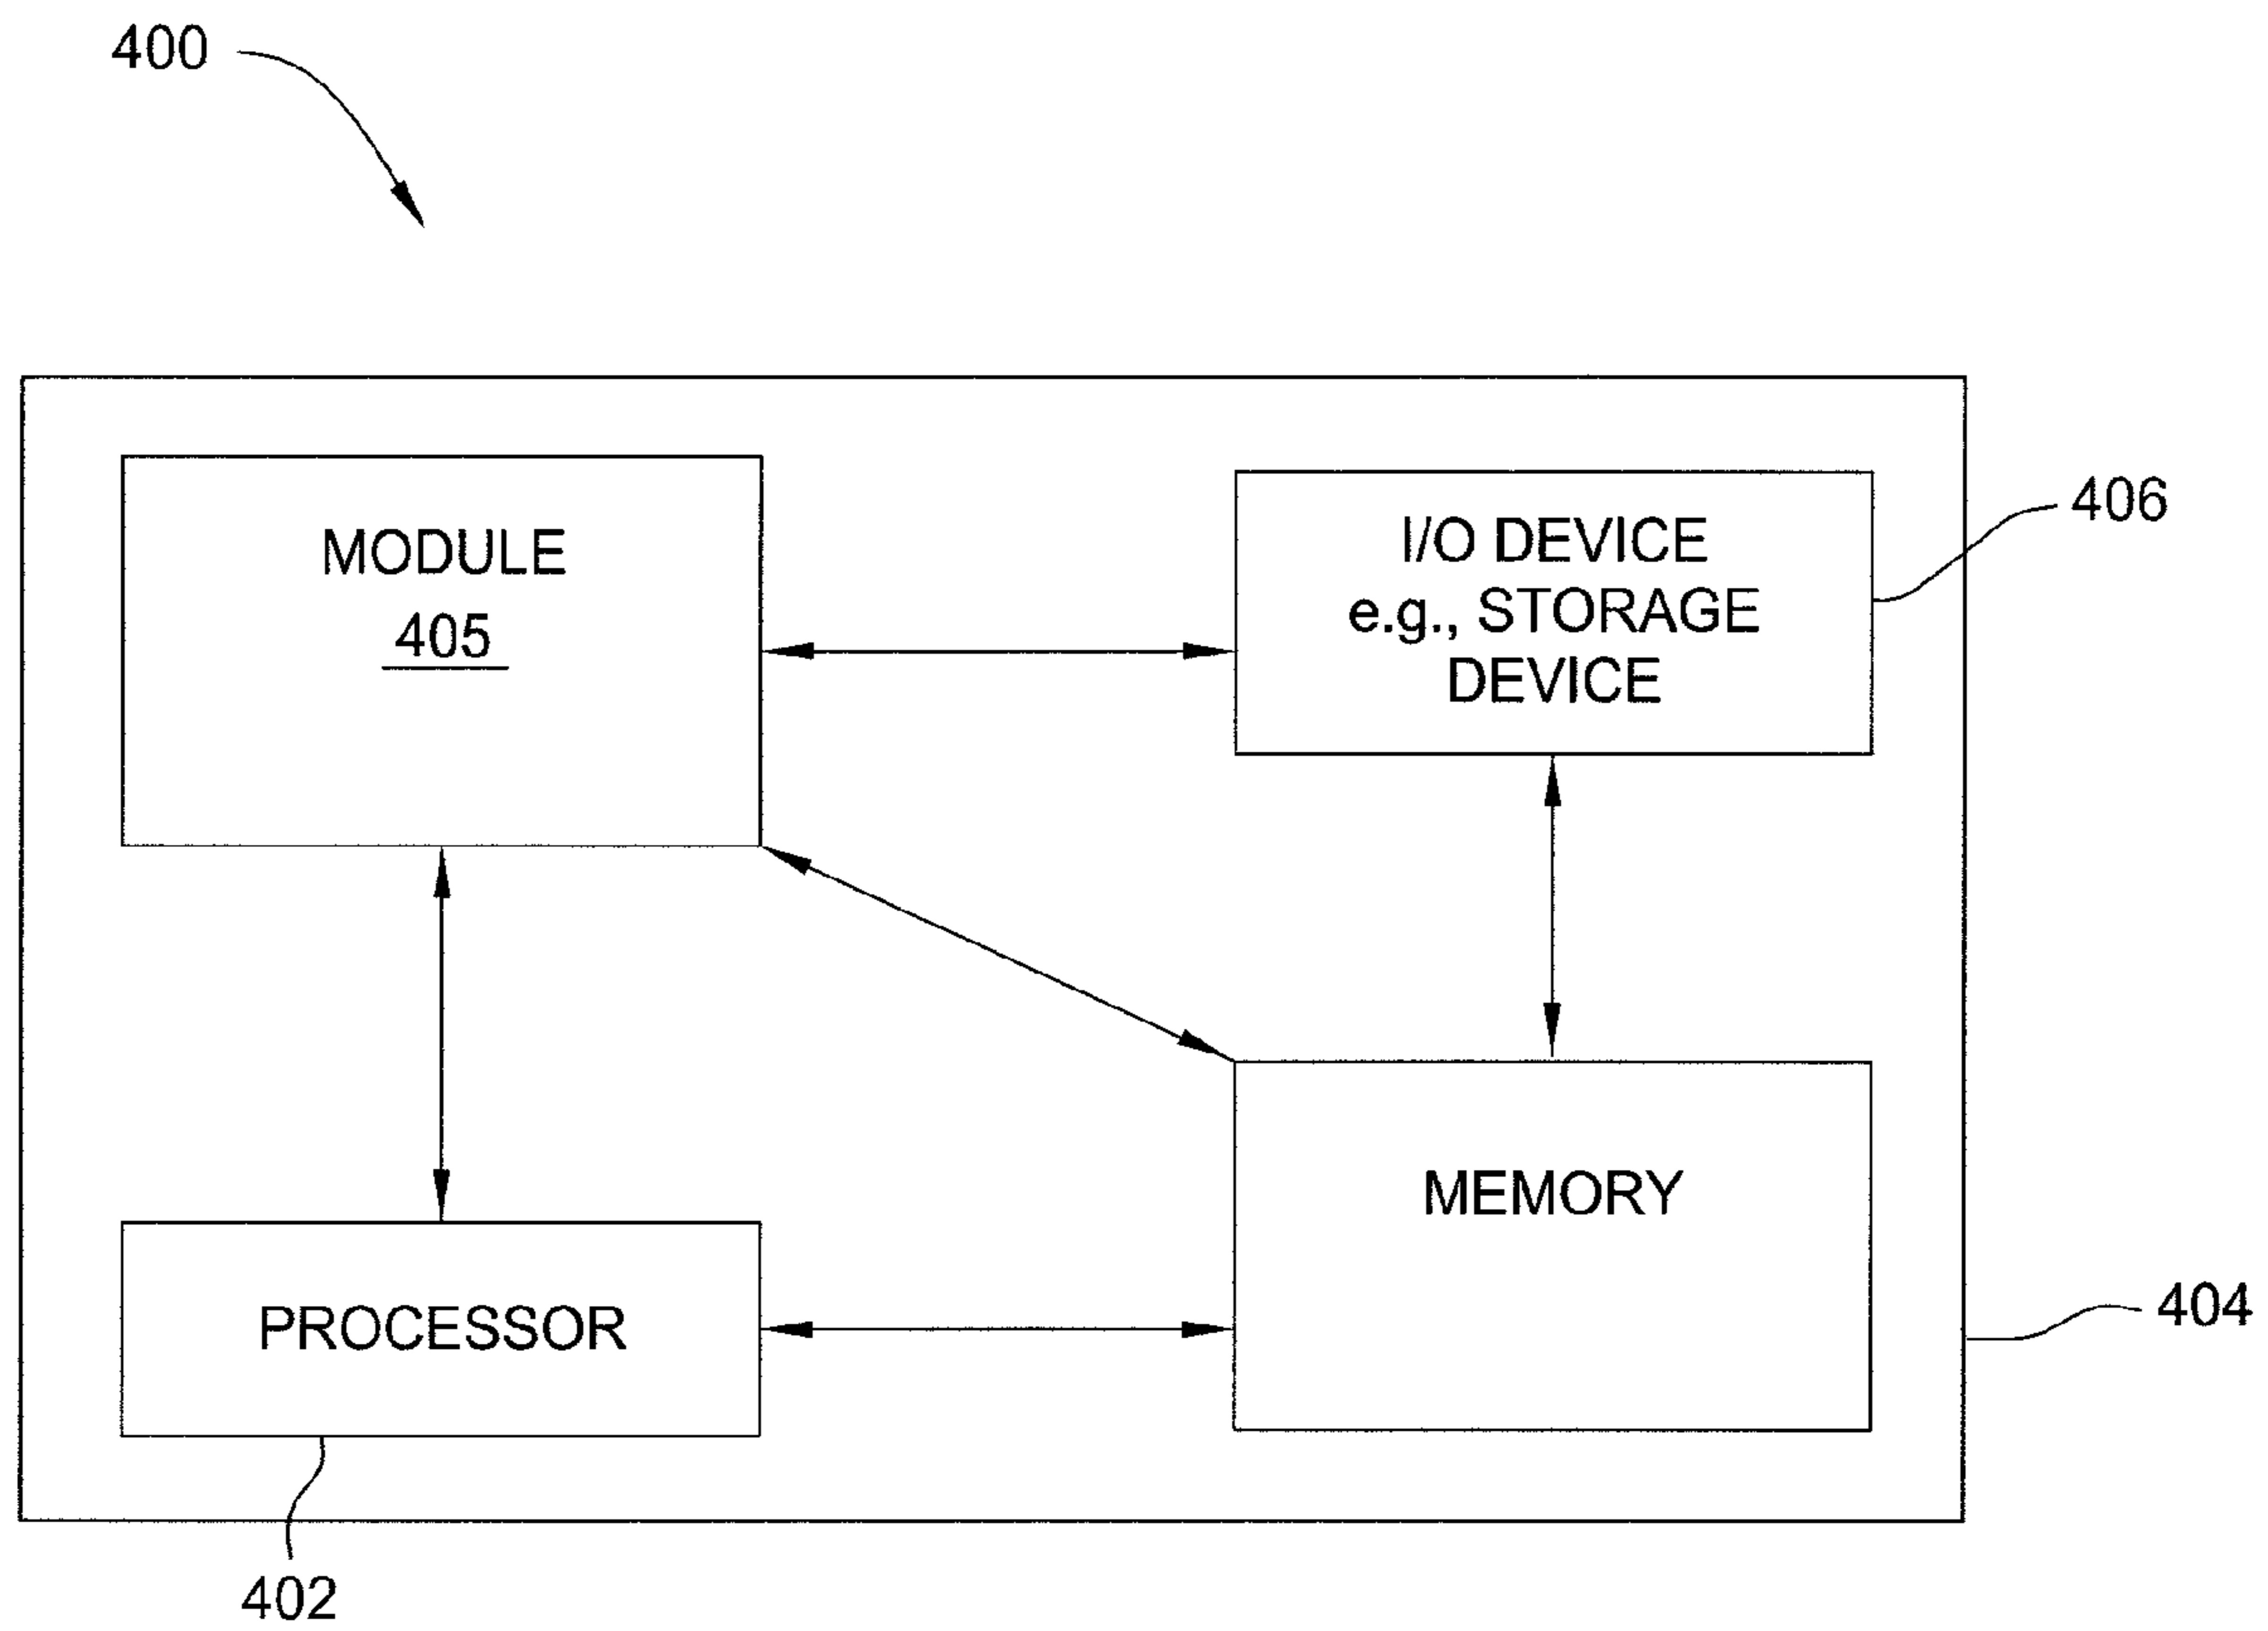 400
MODULE
405
I/O DEVICE
e.g., STORAGE
DEVICE
406
MEMORY
404
PROCESSOR
402